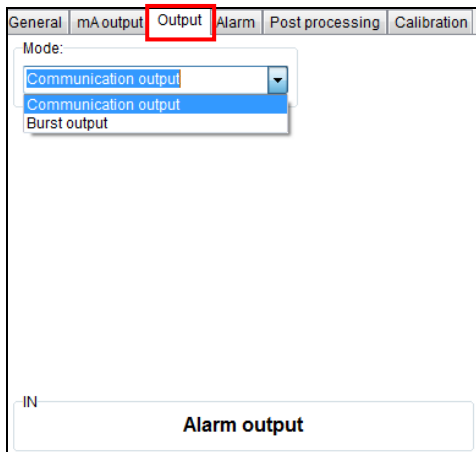 General mA output Output Alarm Post processing Calibration
Mode:
Communication output
Communication output
Burst output
IN
Alarm output